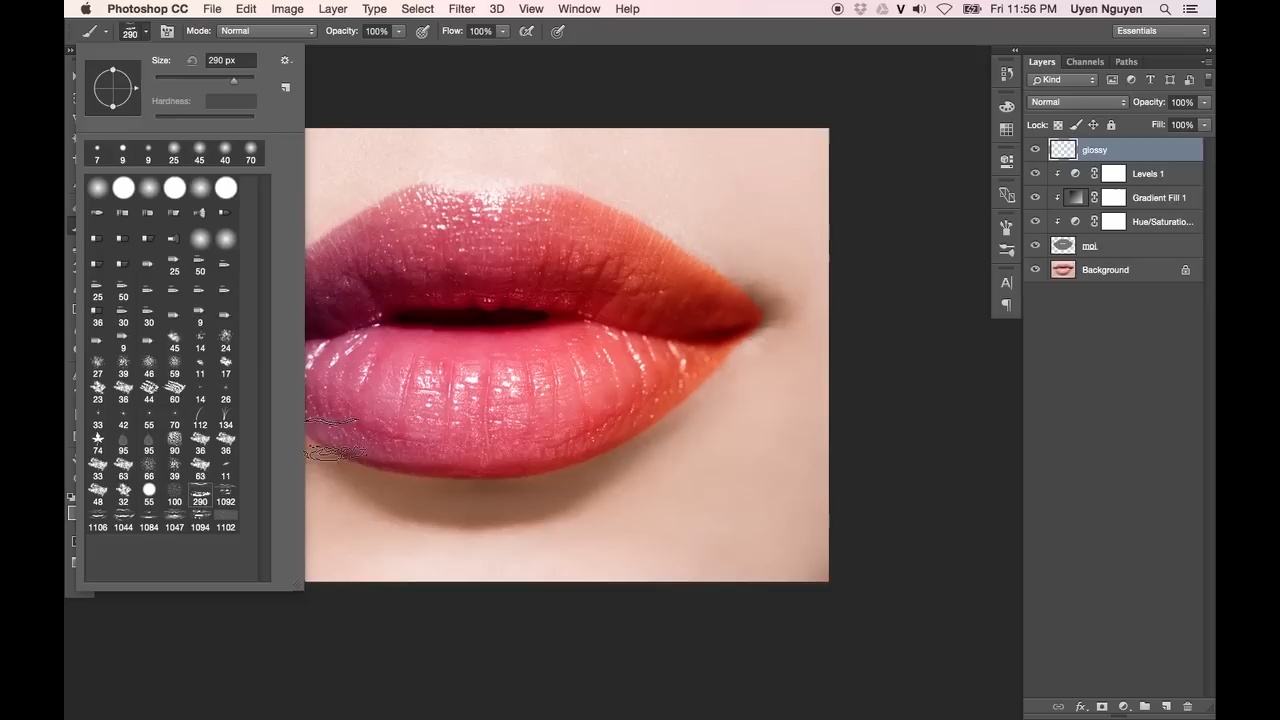 Photoshop CC File Edit Image Layer Type Select Filter 3D View Window Help V Fri 11:56 PM Uyen Nguyen
290 Mode: Normal Opacity: 100% Flow: 100% Essentials
Size: 290 px
Hardness:
7 9 9 25 45 40 70
25 50
25 50
36 30 30 9
9 45 14 24
27 39 46 59 11 17
23 36 44 60 14 26
33 42 55 70 112 134
74 95 95 90 36 36
33 63 66 39 63 11
48 32 55 100 290 1092
1106 1044 1084 1047 1094 1102
Layers Channels Paths
Kind
Normal Opacity: 100%
Lock: Fill: 100%
glossy
Levels 1
Gradient Fill 1
Hue/Saturatio...
moi
Background
A
fx